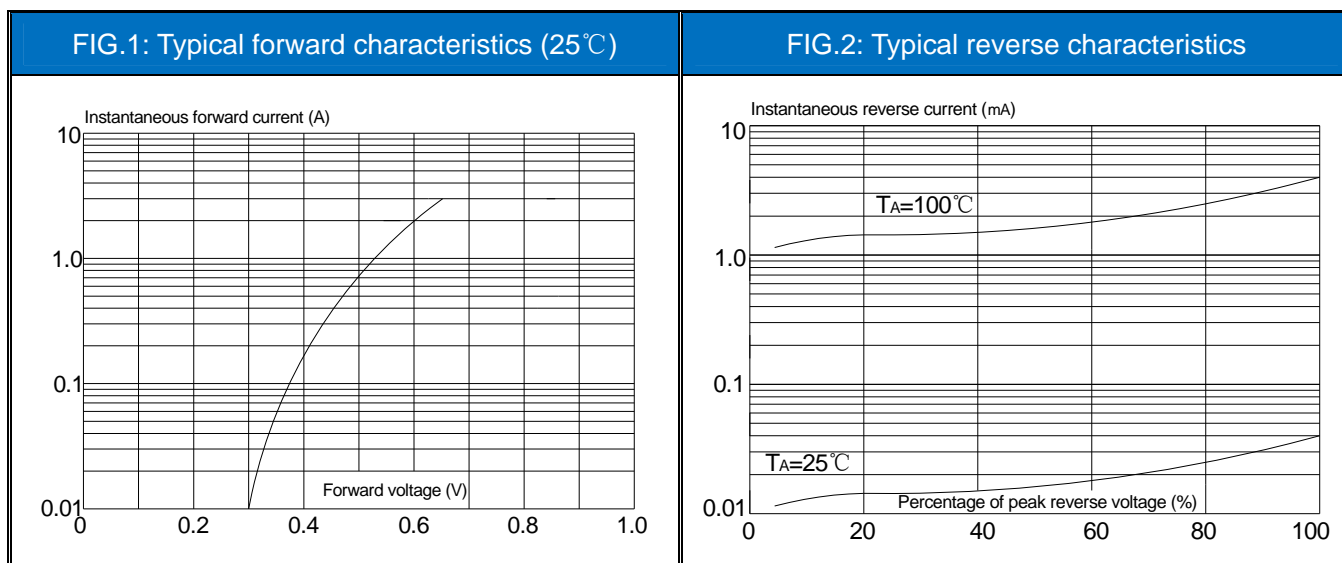 FIG.1: Typical forward characteristics (25℃)
Instantaneous forward current (A)
10
1.0
0.1
0.01
Forward voltage (V)
0 0.2 0.4 0.6 0.8 1.0
FIG.2: Typical reverse characteristics
Instantaneous reverse current (mA)
10
TA=100℃
1.0
0.1
TA=25℃
0.01
Percentage of peak reverse voltage (%)
0 20 40 60 80 100